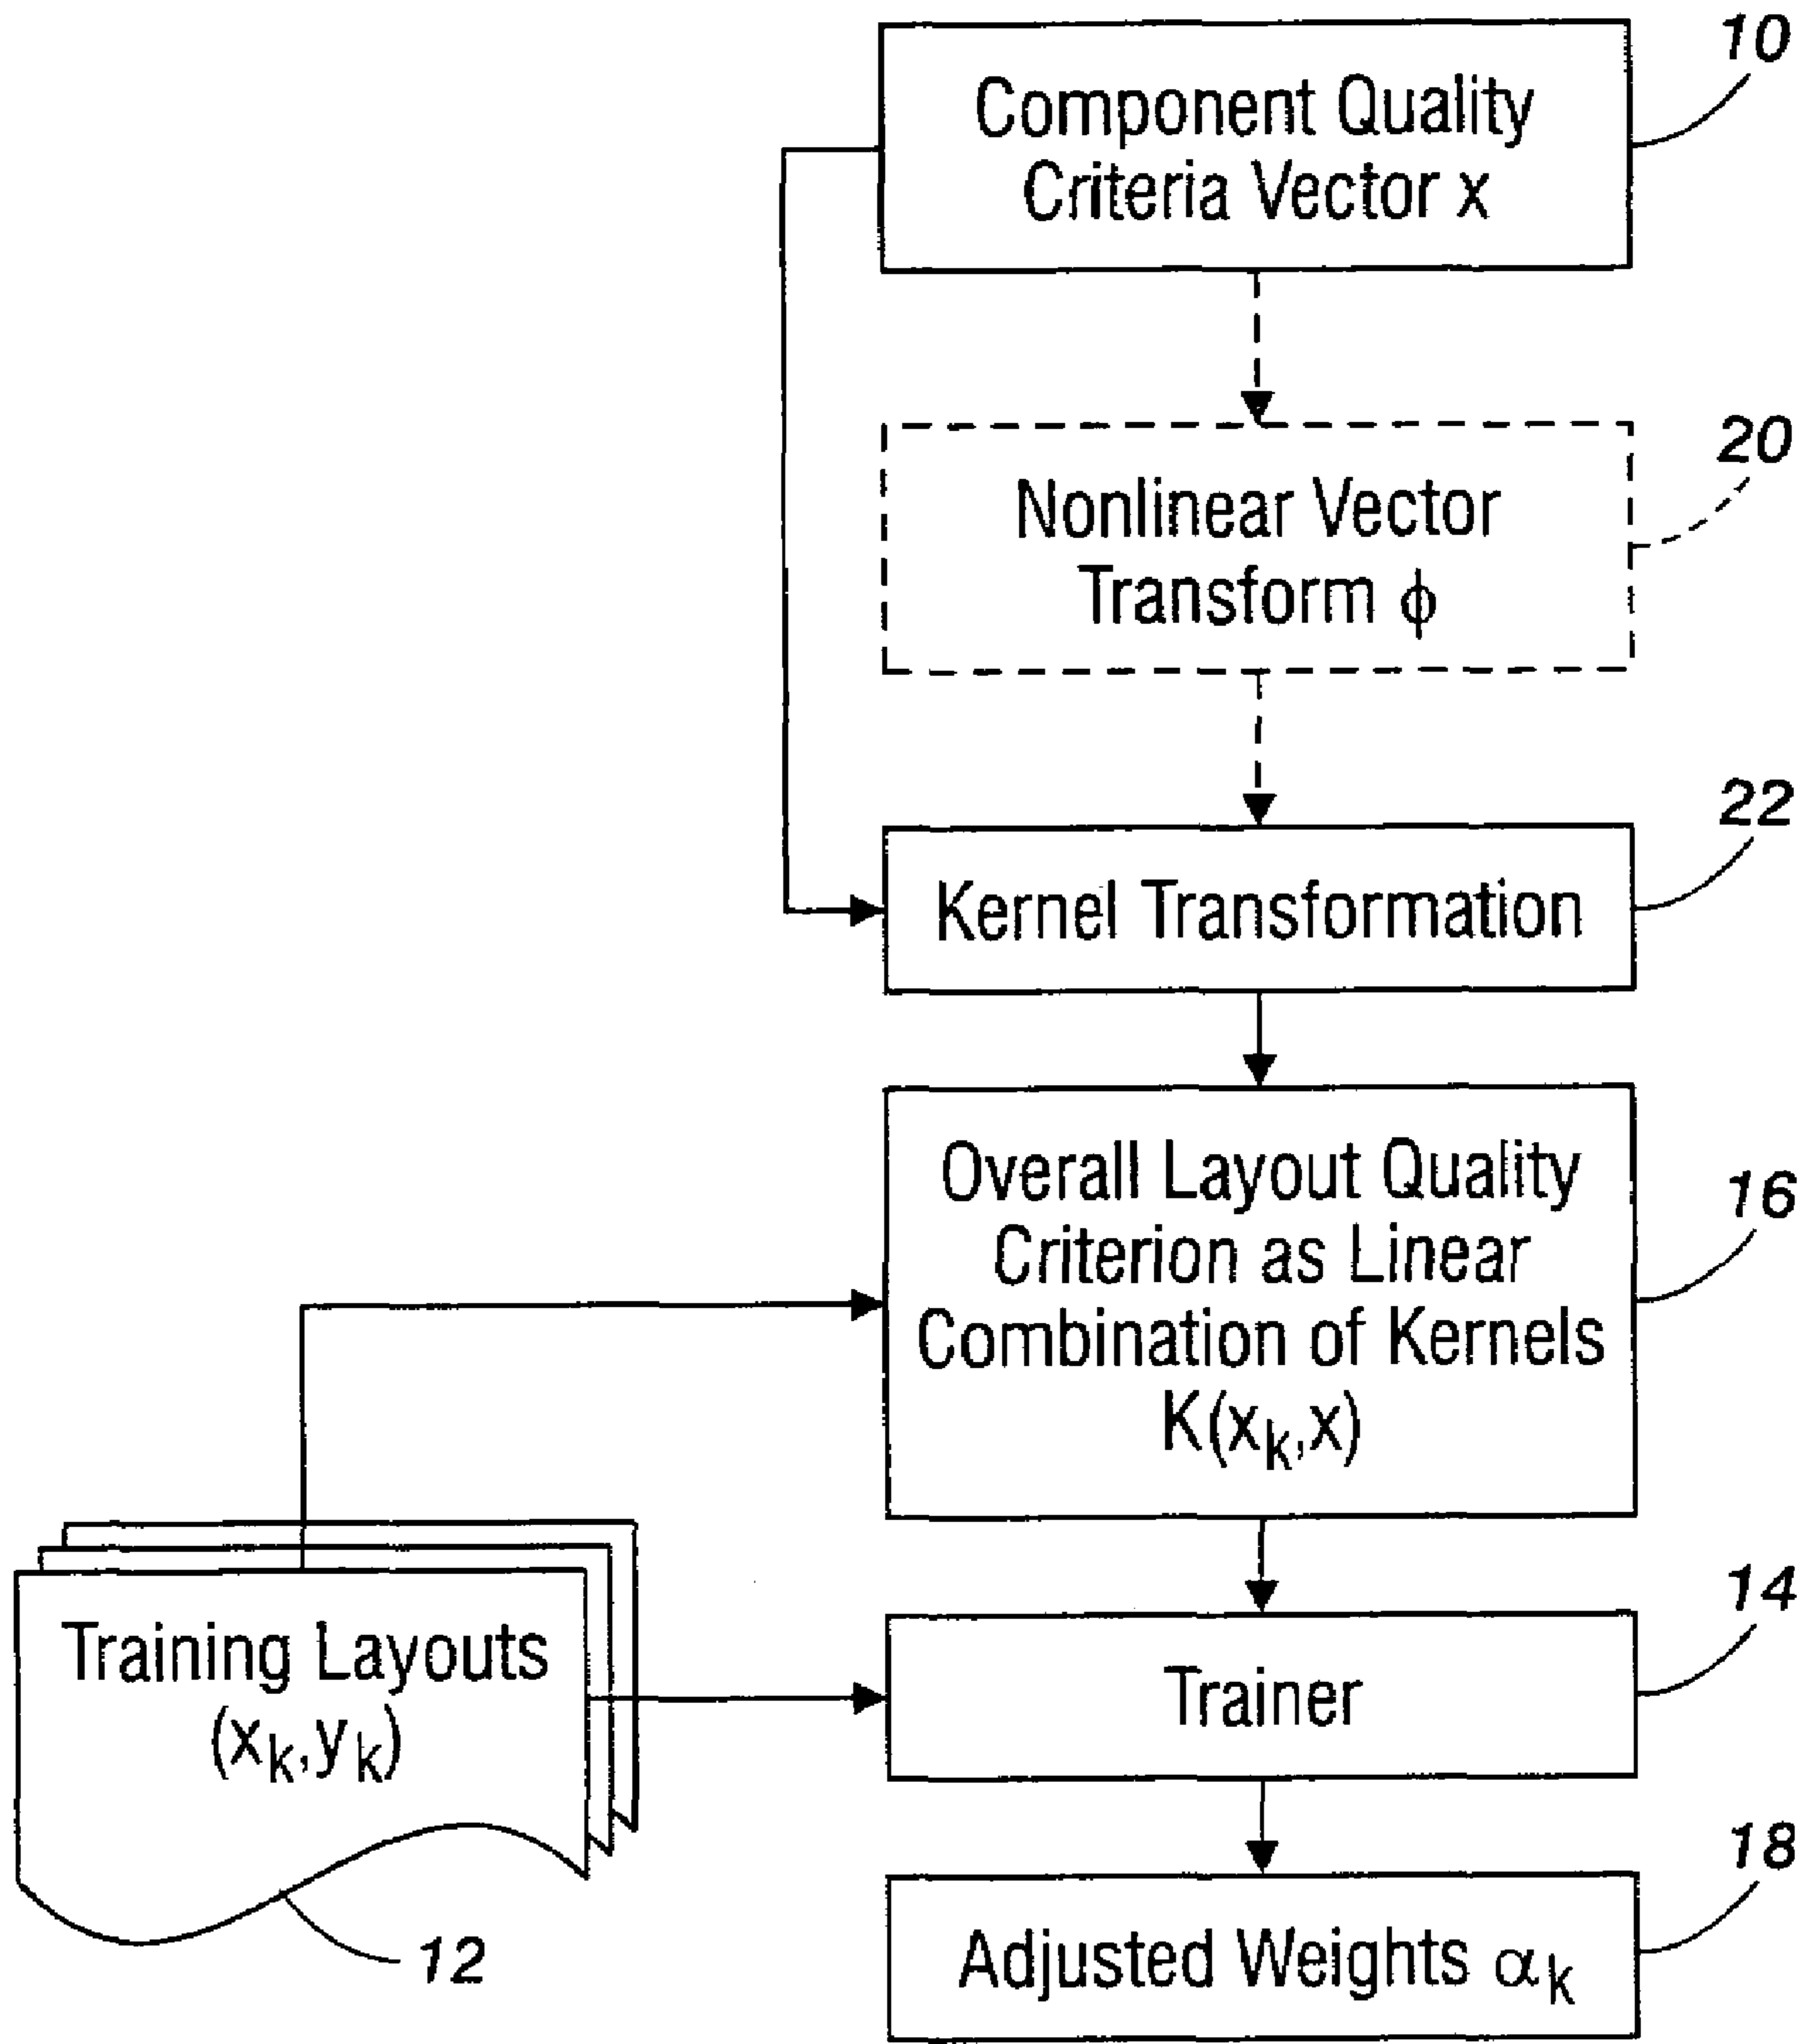 10
Component Quality
Criteria Vector x
20
Nonlinear Vector
Transform ϕ
22
Kernel Transformation
Overall Layout Quality
Criterion as Linear
Combination of Kernels
K(xₖ,x)
16
Training Layouts
(xₖ,yₖ)
12
14
Trainer
18
Adjusted Weights αₖ